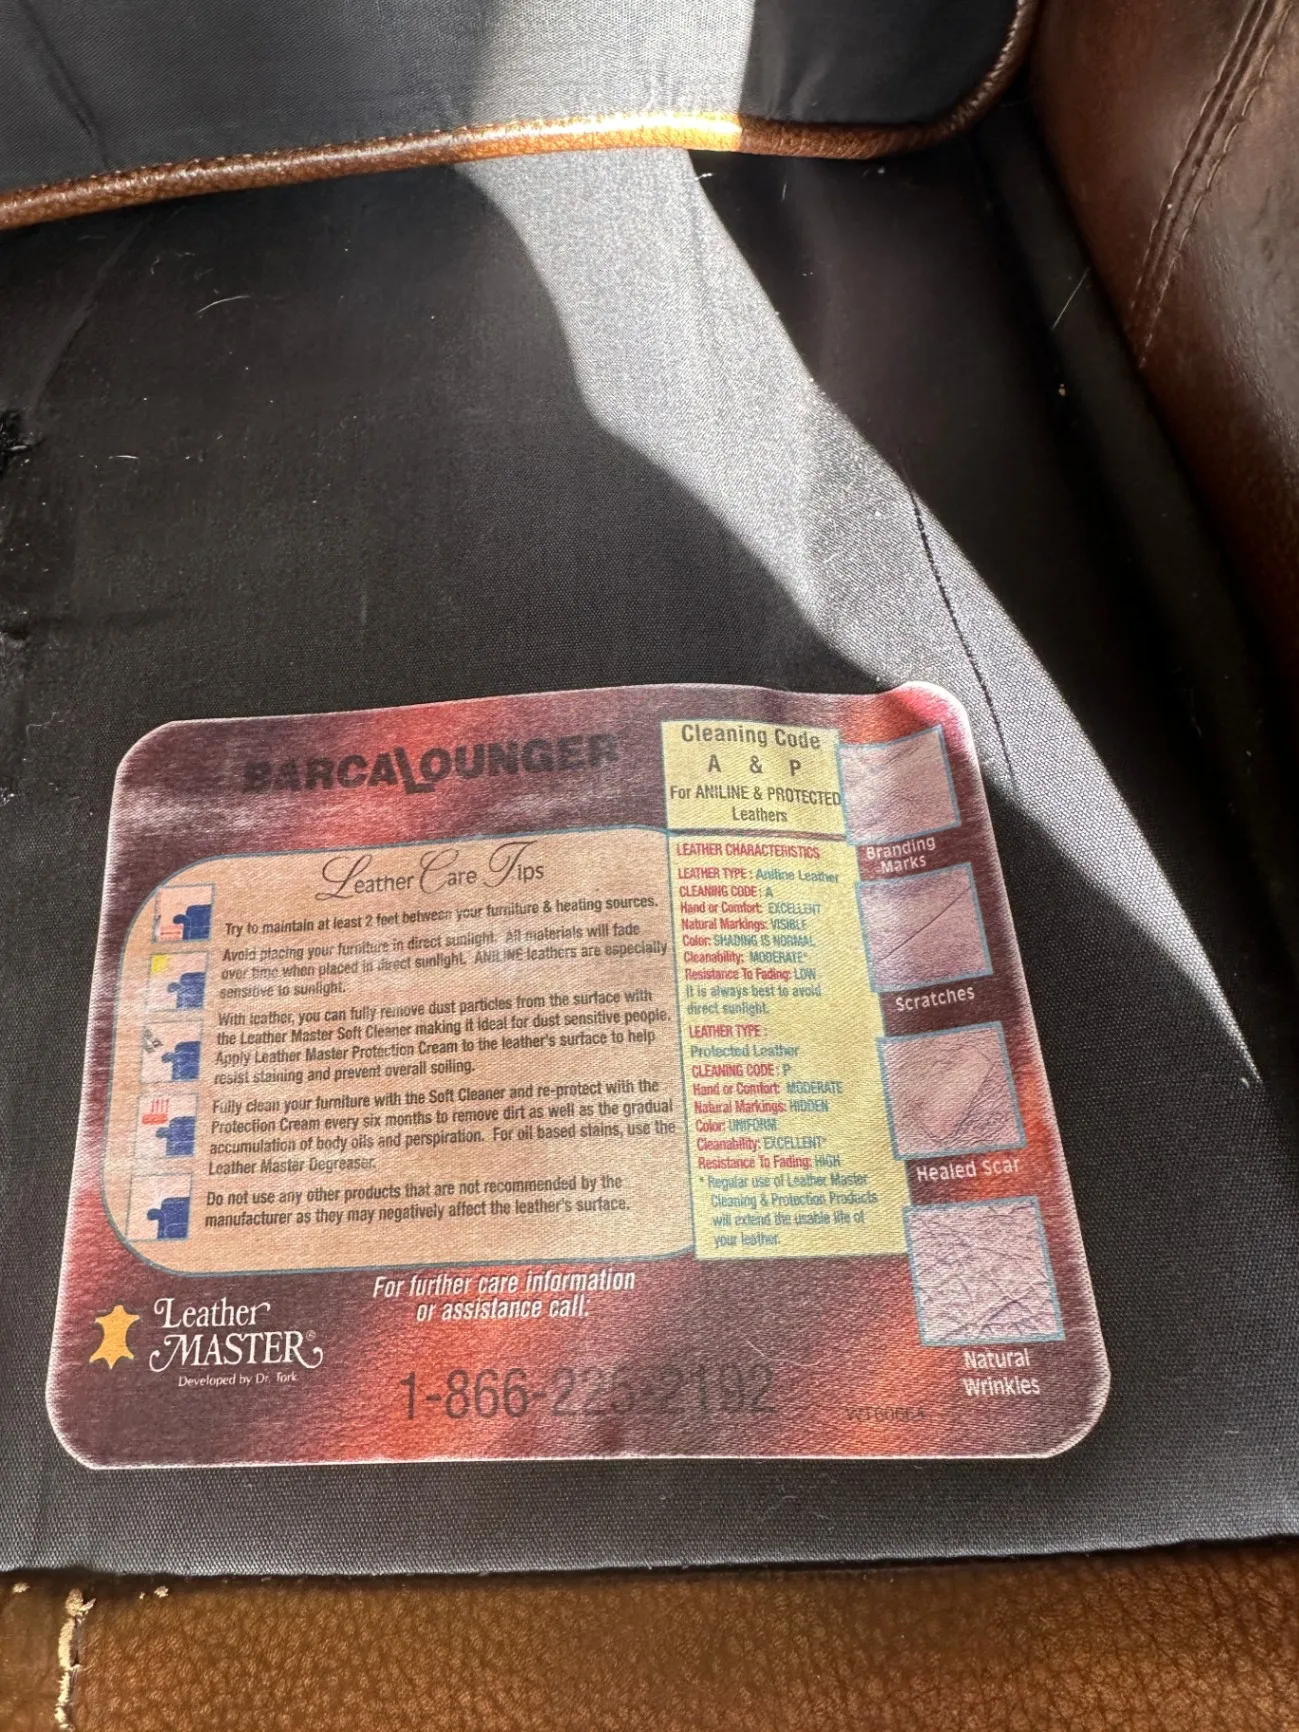 BARCALOUNGER
Cleaning Code
A & P
For ANILINE & PROTECTED
Leathers
Leather Care Tips
Try to maintain at least 2 feet between your furniture & heating sources.
Avoid placing your furniture in direct sunlight. All materials will fade
over time when placed in direct sunlight. ANILINE leathers are especially
sensitive to sunlight.
With leather, you can fully remove dust particles from the surface with
the Leather Master Soft Cleaner making it ideal for dust sensitive people.
Apply Leather Master Protection Cream to the leather's surface to help
resist staining and prevent overall soiling.
Fully clean your furniture with the Soft Cleaner and re-protect with the
Protection Cream every six months to remove dirt as well as the gradual
accumulation of body oils and perspiration. For oil based stains, use the
Leather Master Degreaser.
Do not use any other products that are not recommended by the
manufacturer as they may negatively affect the leather's surface.
LEATHER CHARACTERISTICS
LEATHER TYPE: Aniline Leather
CLEANING CODE: A
Hand or Comfort: EXCELLENT
Natural Markings: VISIBLE
Color: SHADING IS NORMAL
Cleanability: MODERATE*
Resistance To Fading: LOW
It is always best to avoid
direct sunlight.
LEATHER TYPE:
Protected Leather
CLEANING CODE: P
Hand or Comfort: MODERATE
Natural Markings: HIDDEN
Color: UNIFORM
Cleanability: EXCELLENT*
Resistance To Fading: HIGH
* Regular use of Leather Master
Cleaning & Protection Products
will extend the usable life of
your leather.
Branding
Marks
Scratches
Healed Scar
Natural
Wrinkles
Leather
MASTER®
Developed by Dr. Tork
For further care information
or assistance call:
1-866-225-2192